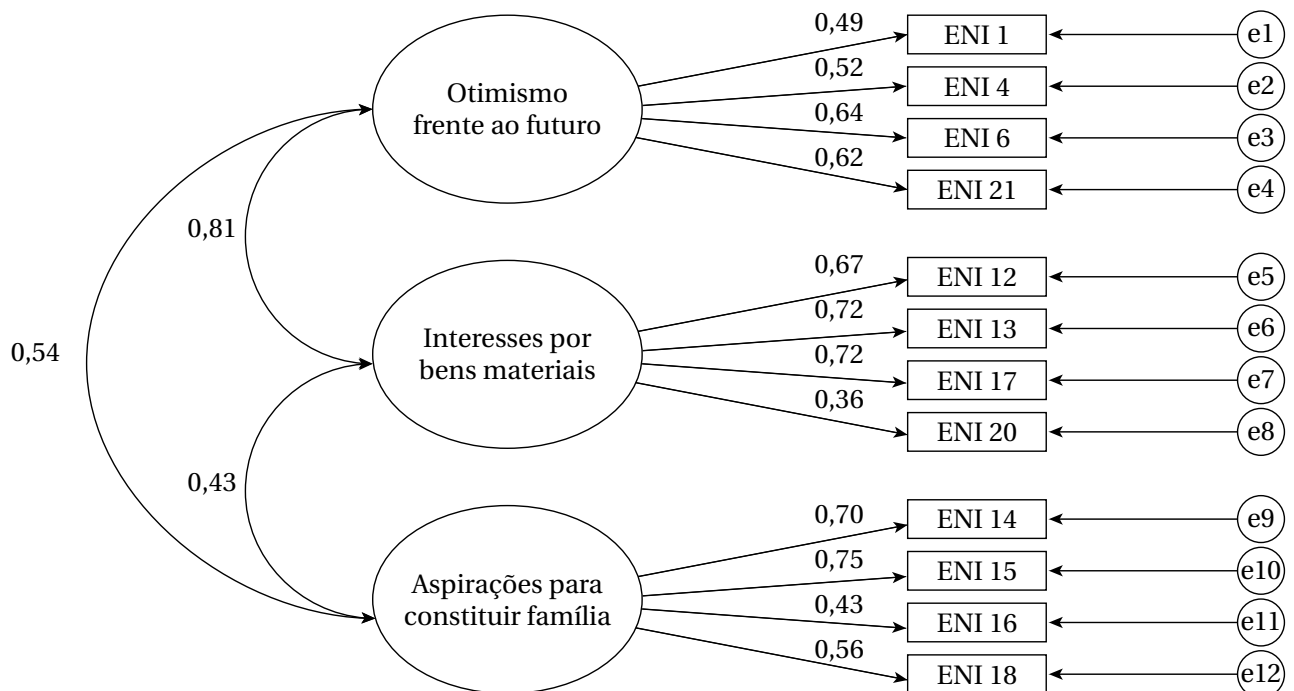 0,49
ENI 1
e1
Otimismo
frente ao futuro
0,52
ENI 4
e2
0,64
ENI 6
e3
0,62
ENI 21
e4
0,81
0,67
ENI 12
e5
Interesses por
bens materiais
0,72
ENI 13
e6
0,72
ENI 17
e7
0,36
ENI 20
e8
0,54
0,43
0,70
ENI 14
e9
Aspirações para
constituir família
0,75
ENI 15
e10
0,43
ENI 16
e11
0,56
ENI 18
e12